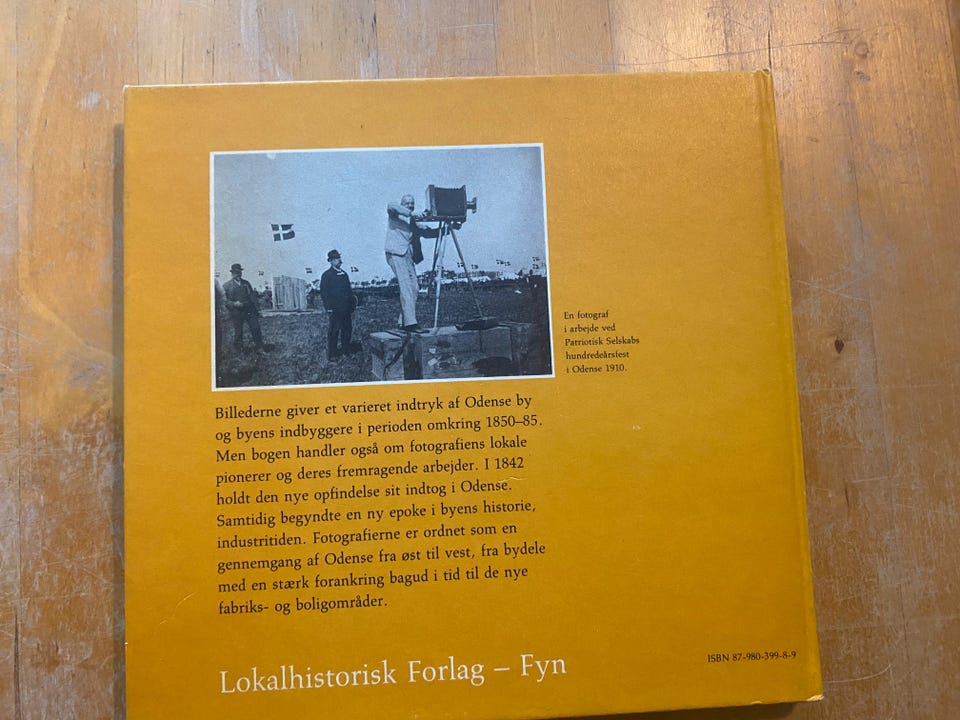 En fotograf
i arbejde ved
Patriotisk Selskabs
hundredeårsfest
i Odense 1910.
Billederne giver et varieret indtryk af Odense by
og byens indbyggere i perioden omkring 1850–85.
Men bogen handler også om fotografiens lokale
pionerer og deres fremragende arbejder. I 1842
holdt den nye opfindelse sit indtog i Odense.
Samtidig begyndte en ny epoke i byens historie,
industritiden. Fotografierne er ordnet som en
gennemgang af Odense fra øst til vest, fra bydele
med en stærk forankring bagud i tid til de nye
fabriks- og boligområder.
Lokalhistorisk Forlag – Fyn
ISBN 87-980-399-8-9